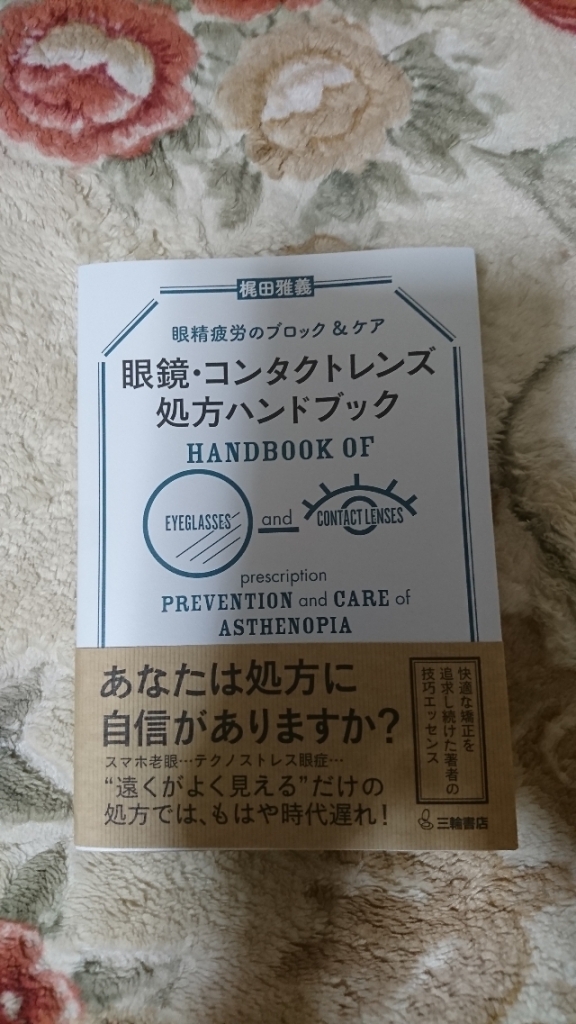 梶田雅義
眼精疲労のブロック&ケア
眼鏡・コンタクトレンズ
処方ハンドブック
HANDBOOK OF
EYEGLASSES and CONTACT LENSES
prescription
PREVENTION and CARE of
ASTHENOPIA
あなたは処方に
自信がありますか?
スマホ老眼…テクノストレス眼症…
“遠くがよく見える”だけの
処方では、もはや時代遅れ!
快適な矯正を
追求し続けた著者の
技巧エッセンス
三輪書店